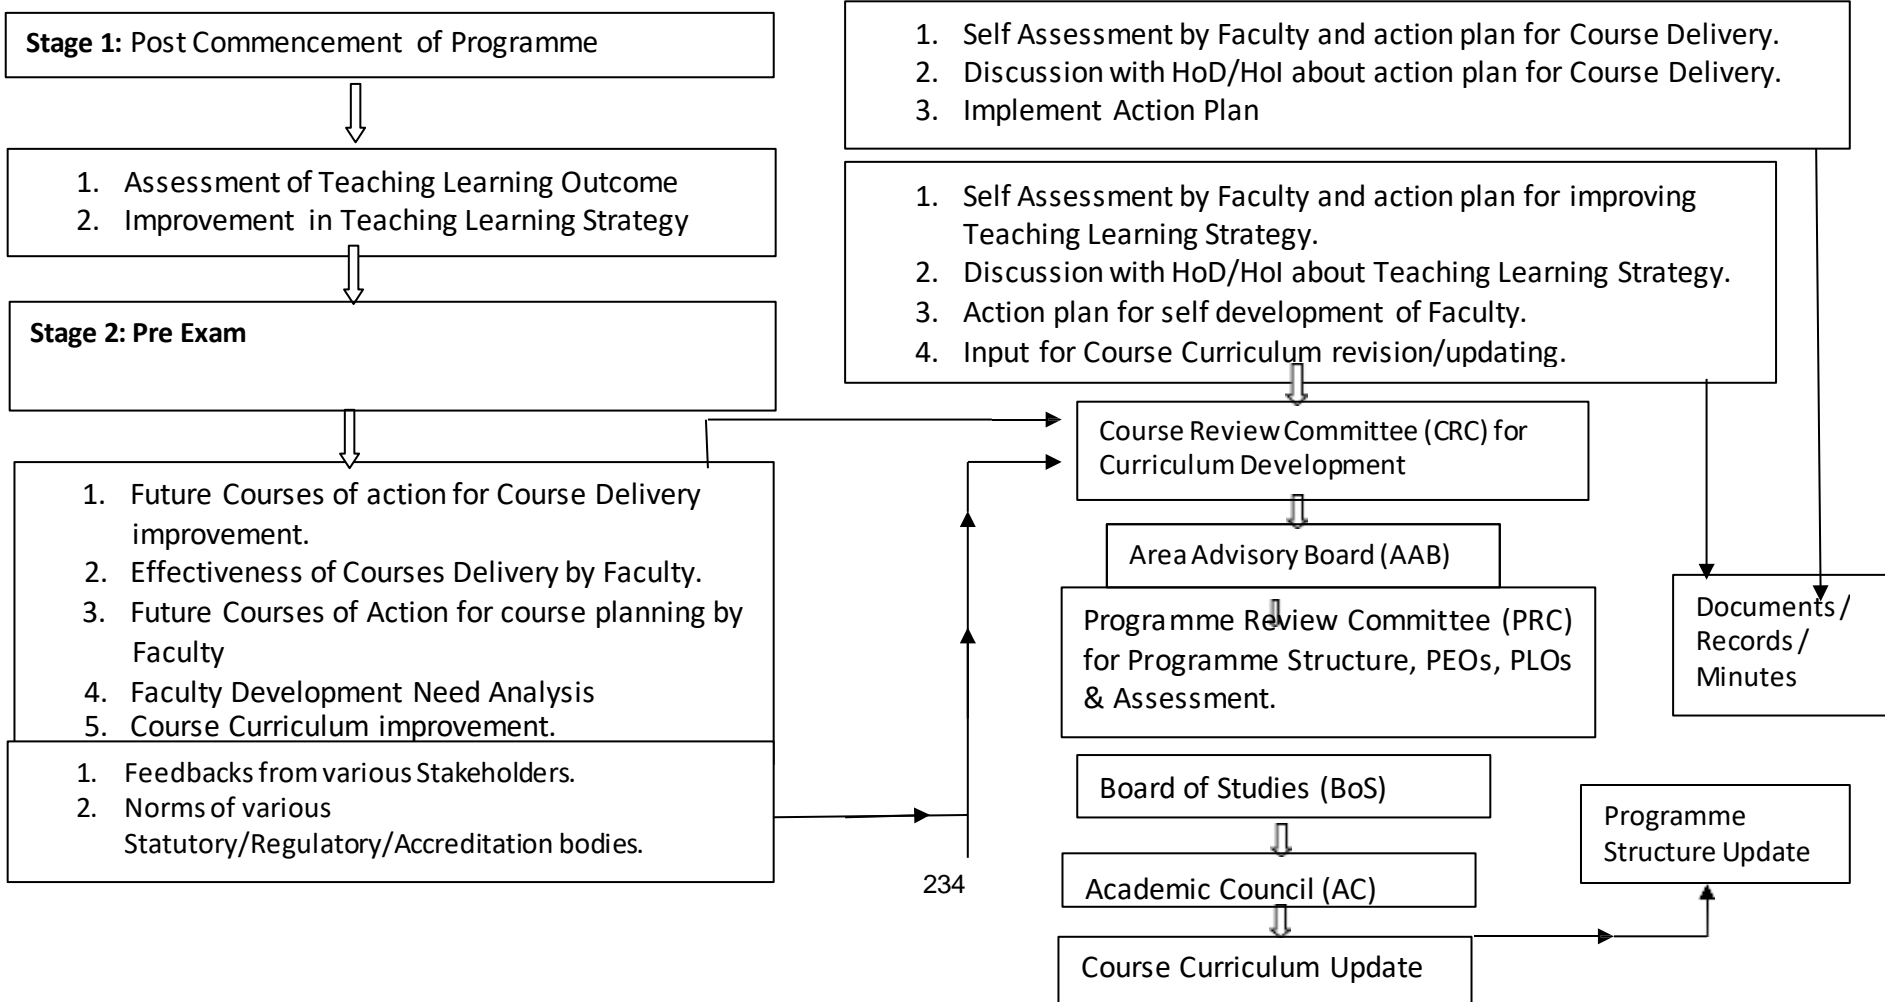 Stage 1: Post Commencement of Programme
1. Assessment of Teaching Learning Outcome
2. Improvement in Teaching Learning Strategy
Stage 2: Pre Exam
1. Future Courses of action for Course Delivery
improvement.
2. Effectiveness of Courses Delivery by Faculty.
3. Future Courses of Action for course planning by
Faculty
4. Faculty Development Need Analysis
5. Course Curriculum improvement.
1. Feedbacks from various Stakeholders.
2. Norms of various
Statutory/Regulatory/Accreditation bodies.
1. Self Assessment by Faculty and action plan for Course Delivery.
2. Discussion with HoD/HoI about action plan for Course Delivery.
3. Implement Action Plan
1. Self Assessment by Faculty and action plan for improving
Teaching Learning Strategy.
2. Discussion with HoD/HoI about Teaching Learning Strategy.
3. Action plan for self development of Faculty.
4. Input for Course Curriculum revision/updating.
Course Review Committee (CRC) for
Curriculum Development
Area Advisory Board (AAB)
Programme Review Committee (PRC)
for Programme Structure, PEOs, PLOs
& Assessment.
Board of Studies (BoS)
Academic Council (AC)
Course Curriculum Update
Documents /
Records /
Minutes
Programme
Structure Update
234